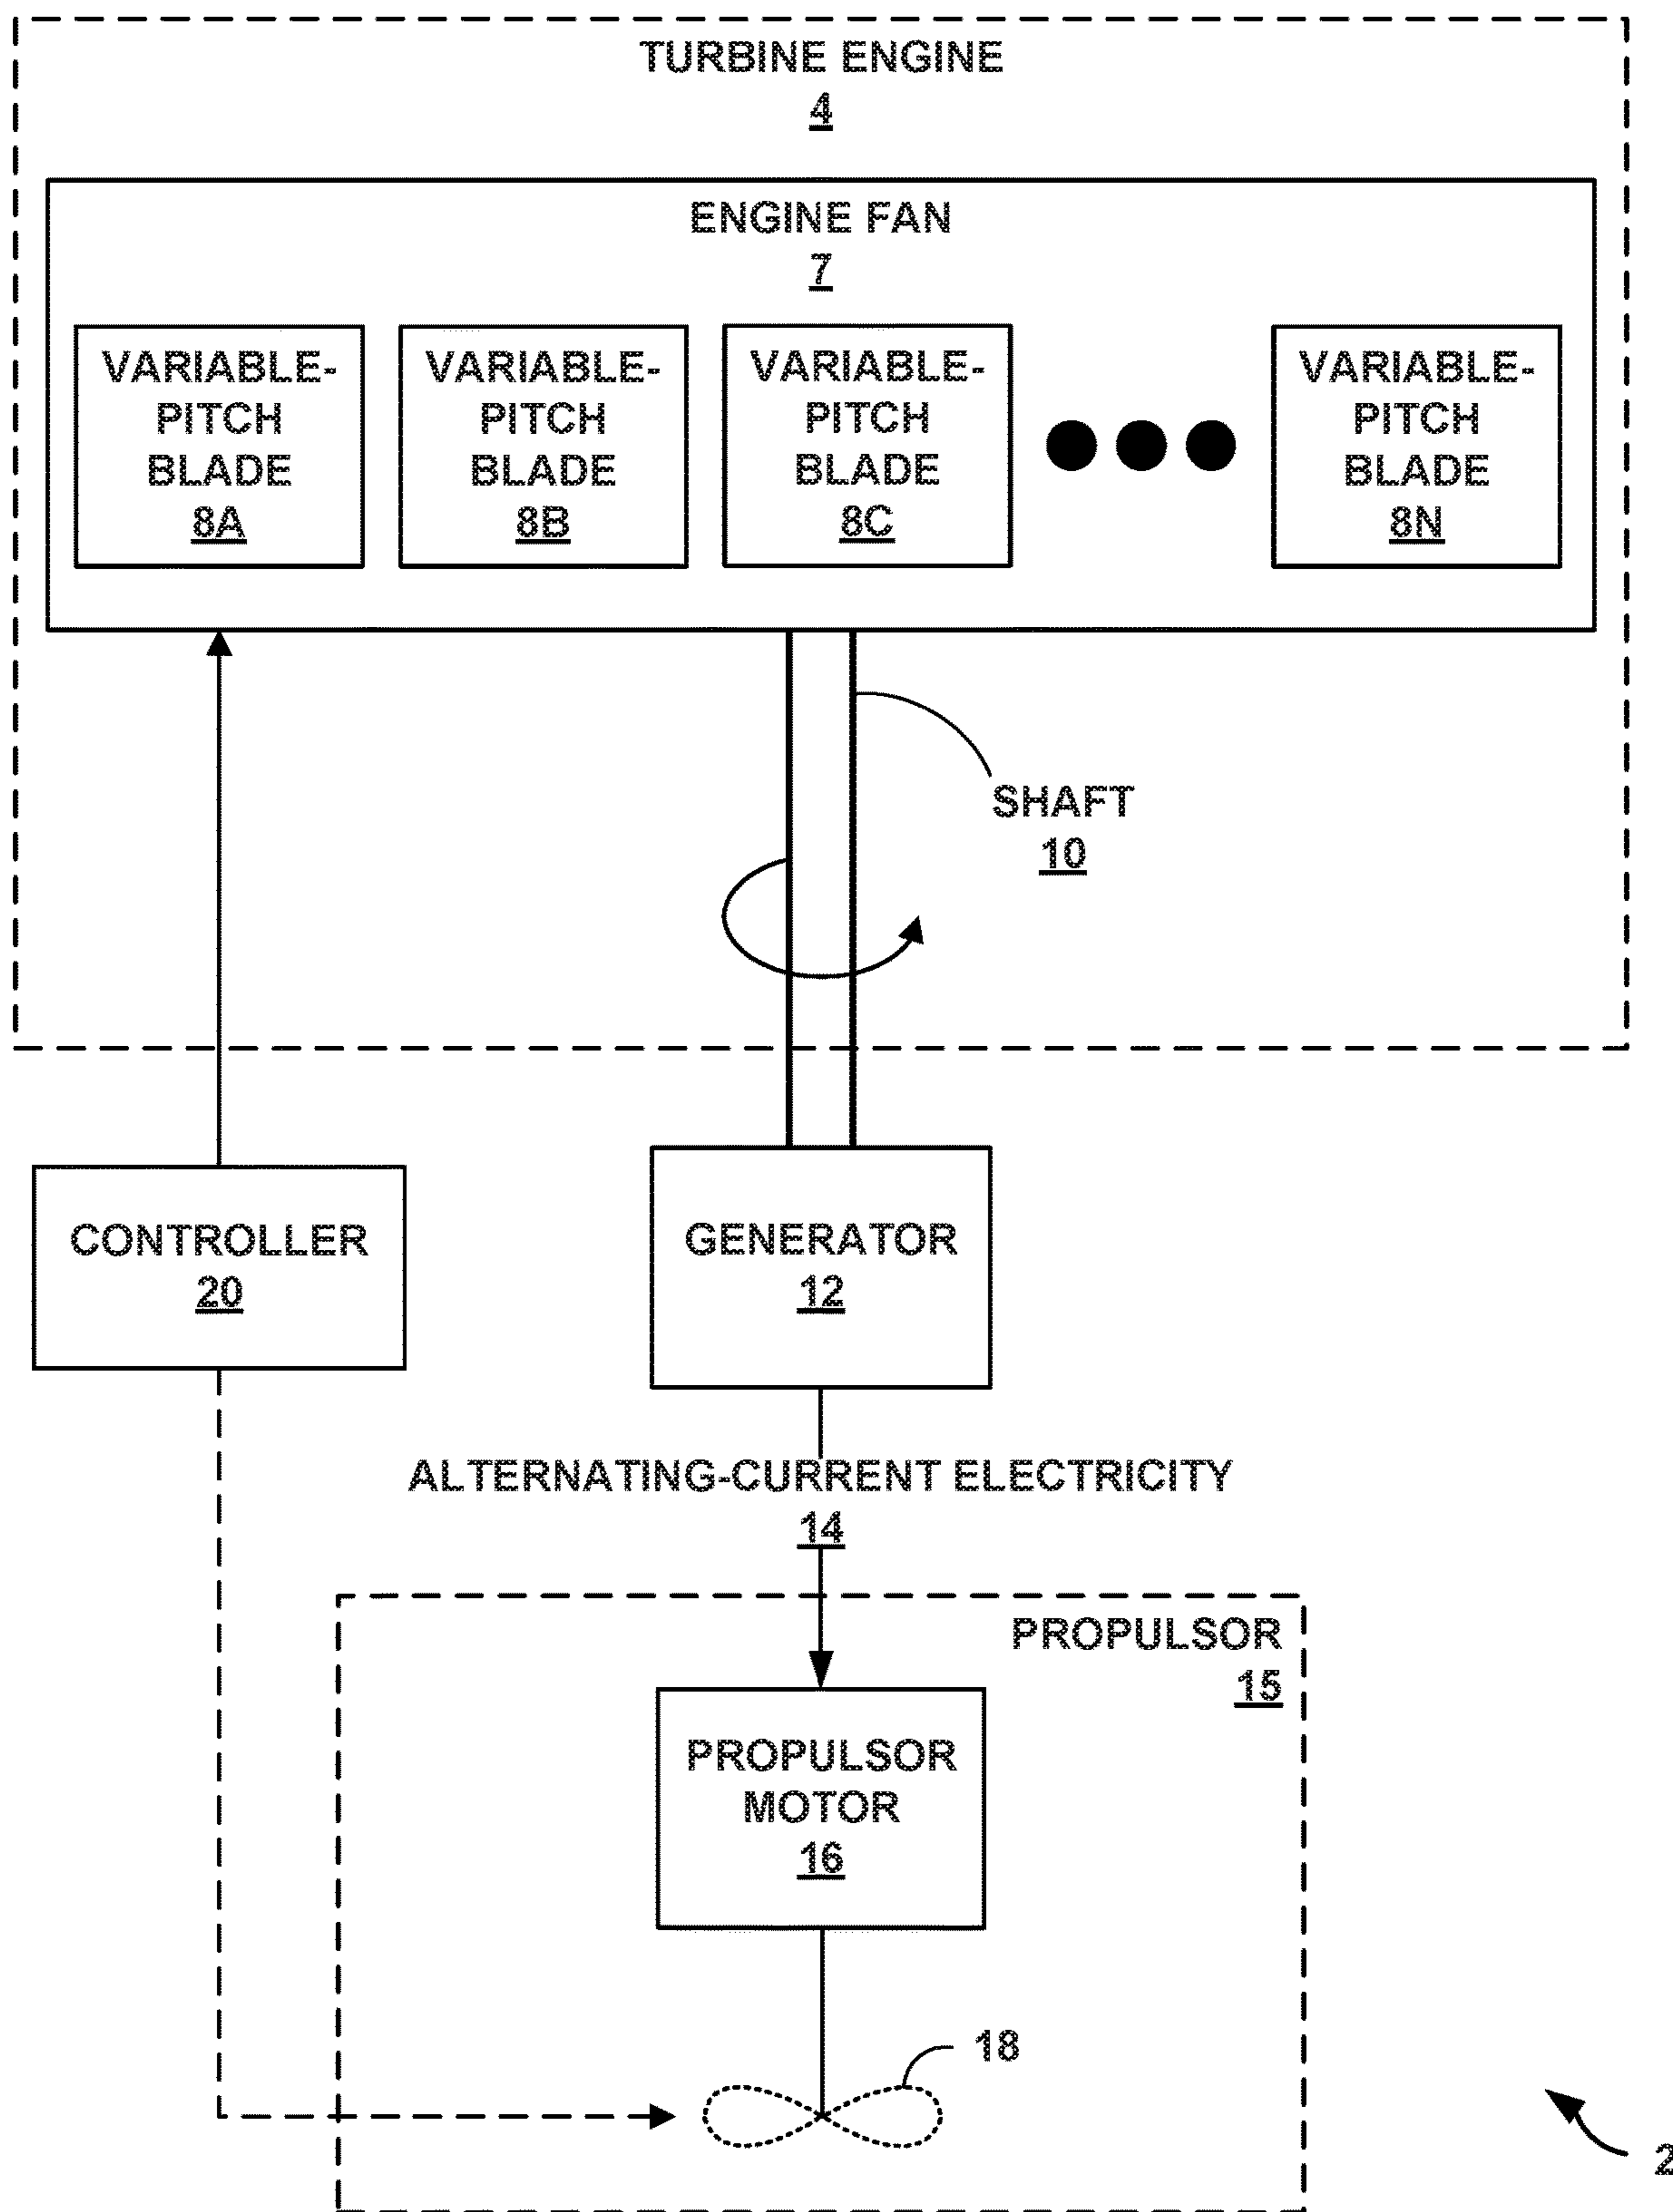 TURBINE ENGINE
4
ENGINE FAN
7
VARIABLE-
PITCH
BLADE
8A
VARIABLE-
PITCH
BLADE
8B
VARIABLE-
PITCH
BLADE
8C
VARIABLE-
PITCH
BLADE
8N
SHAFT
10
CONTROLLER
20
GENERATOR
12
ALTERNATING-CURRENT ELECTRICITY
14
PROPULSOR
15
PROPULSOR
MOTOR
16
18
2